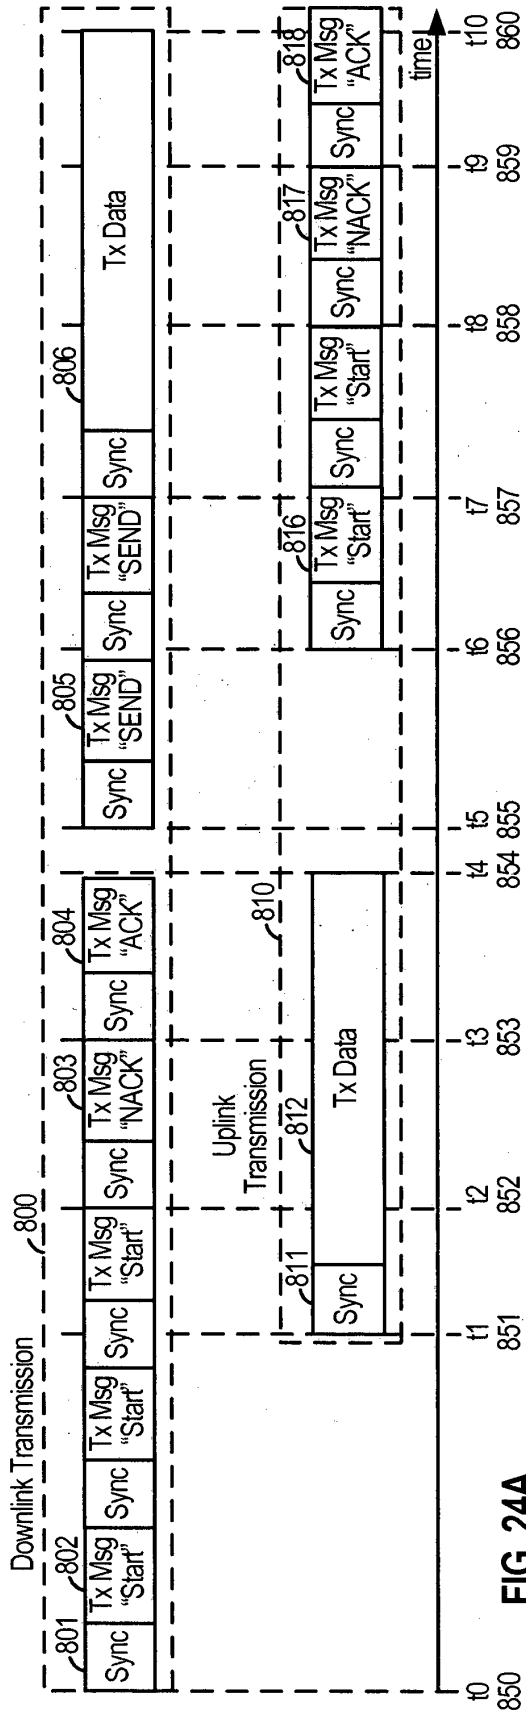 Downlink Transmission
800
801
802
803
804
805
806
Sync
Tx Msg
“Start”
Sync
Tx Msg
“Start”
Sync
Tx Msg
“Start”
Sync
Tx Msg
“NACK”
Sync
Tx Msg
“ACK”
Sync
Tx Msg
“SEND”
Sync
Tx Msg
“SEND”
Sync
Tx Data
Uplink
Transmission
810
811
812
816
817
818
Sync
Tx Data
Sync
Tx Msg
“Start”
Sync
Tx Msg
“Start”
Sync
Tx Msg
“NACK”
Sync
Tx Msg
“ACK”
time
t0 t1 t2 t3 t4 t5 t6 t7 t8 t9 t10
850 851 852 853 854 855 856 857 858 859 860
FIG. 24A